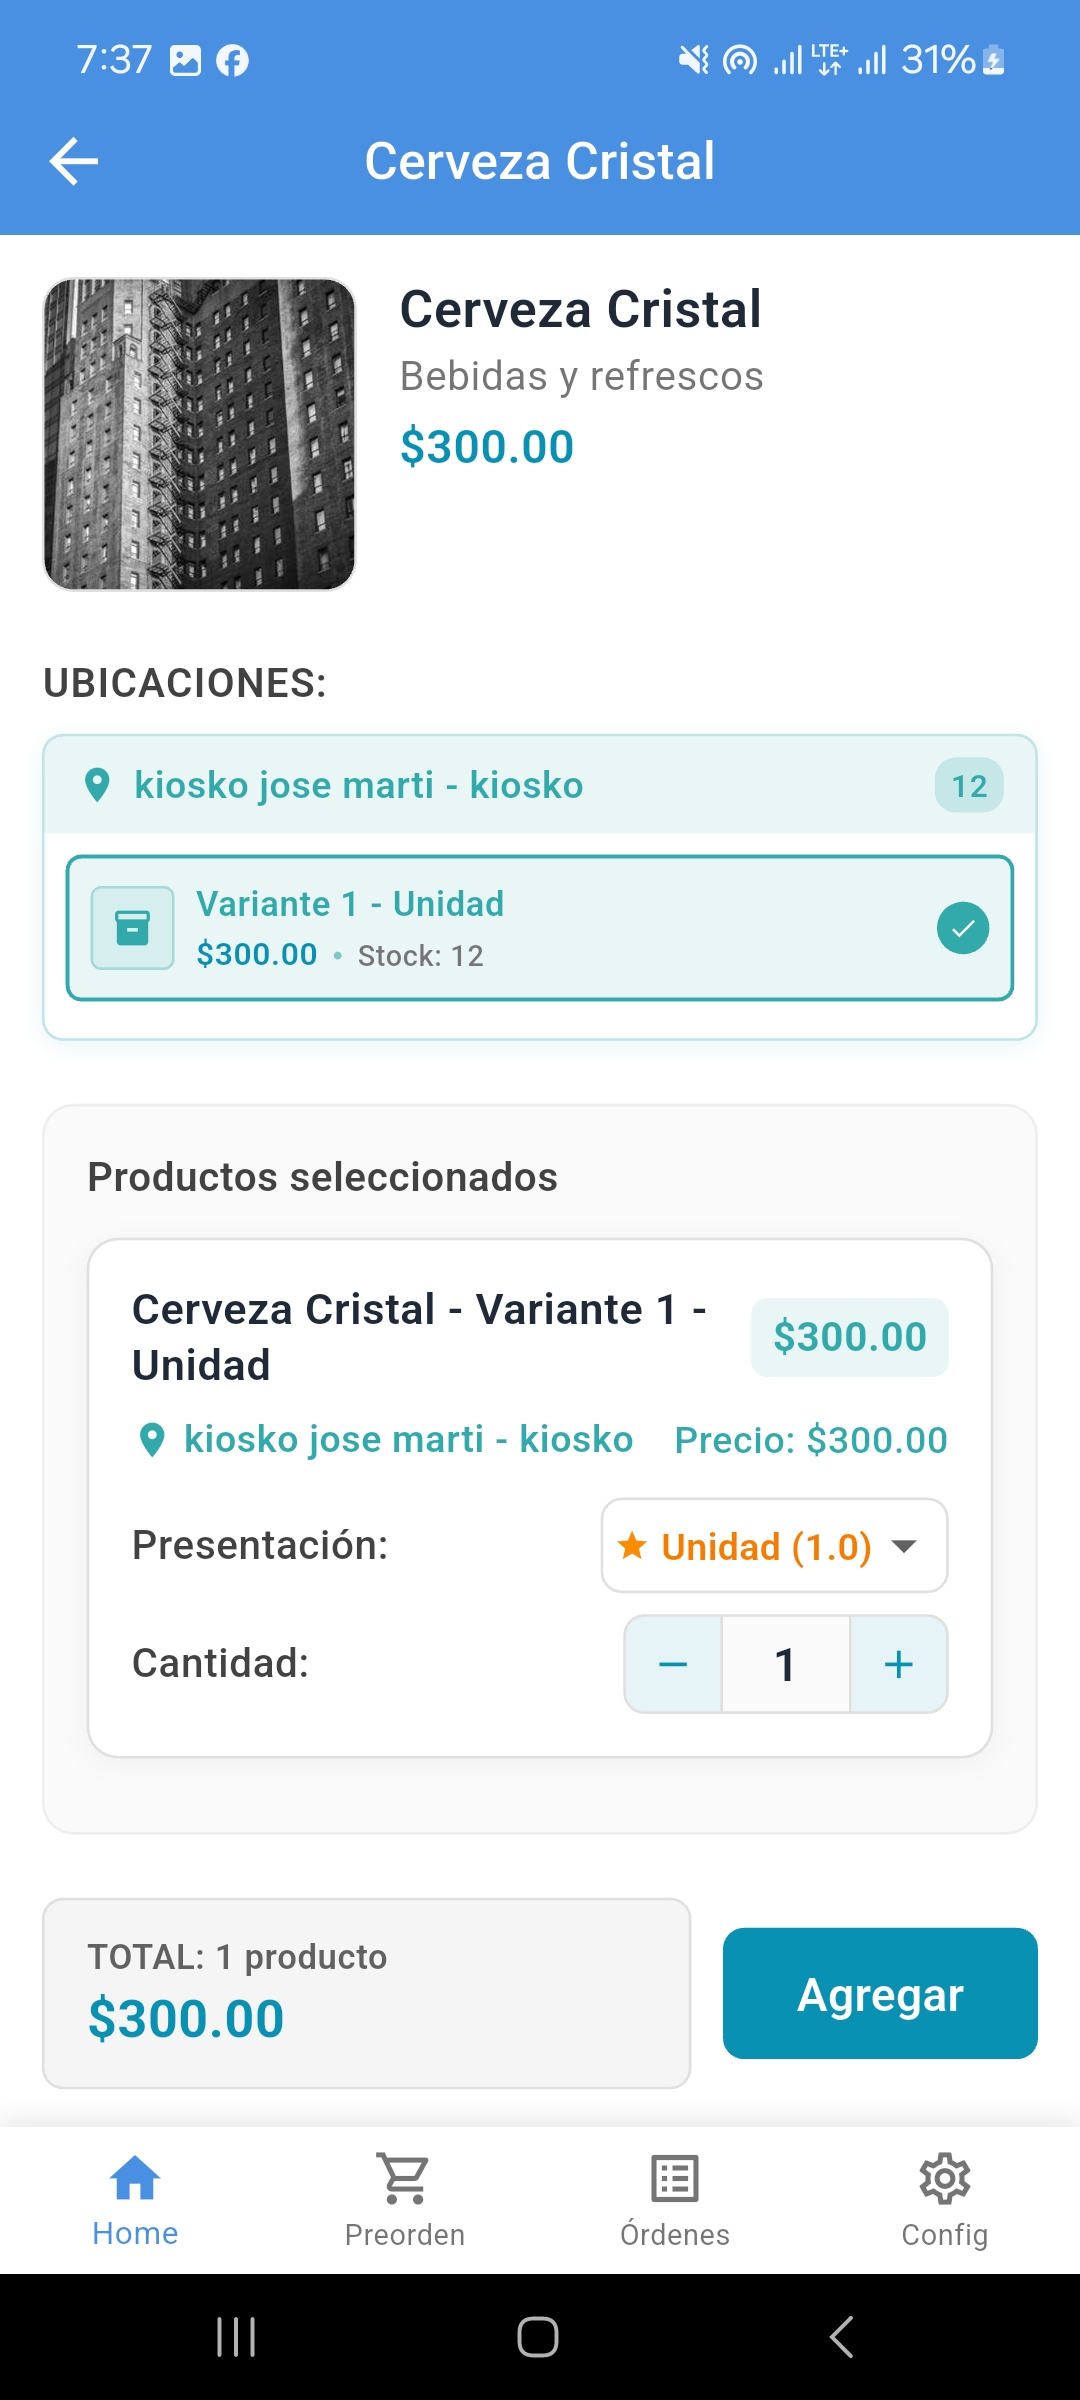 7:37
LTE+
31%
Cerveza Cristal
Cerveza Cristal
Bebidas y refrescos
$300.00
UBICACIONES:
kiosko jose marti - kiosko
12
Variante 1 - Unidad
$300.00 • Stock: 12
Productos seleccionados
Cerveza Cristal - Variante 1 -
Unidad
$300.00
kiosko jose marti - kiosko
Precio: $300.00
Presentación:
Unidad (1.0)
Cantidad:
1
TOTAL: 1 producto
$300.00
Agregar
Home
Preorden
Órdenes
Config